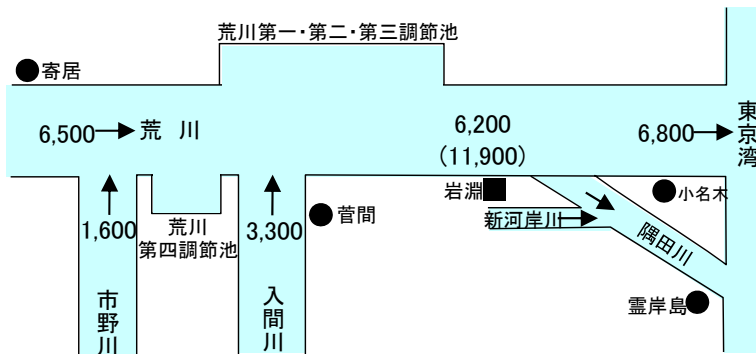 荒川第一・第二・第三調節池
寄居
6,500
荒 川
6,200
(11,900)
6,800
東京湾
岩淵
小名木
1,600
荒川
第四調節池
3,300
菅間
新河岸川
隅田川
市野川
入間川
霊岸島